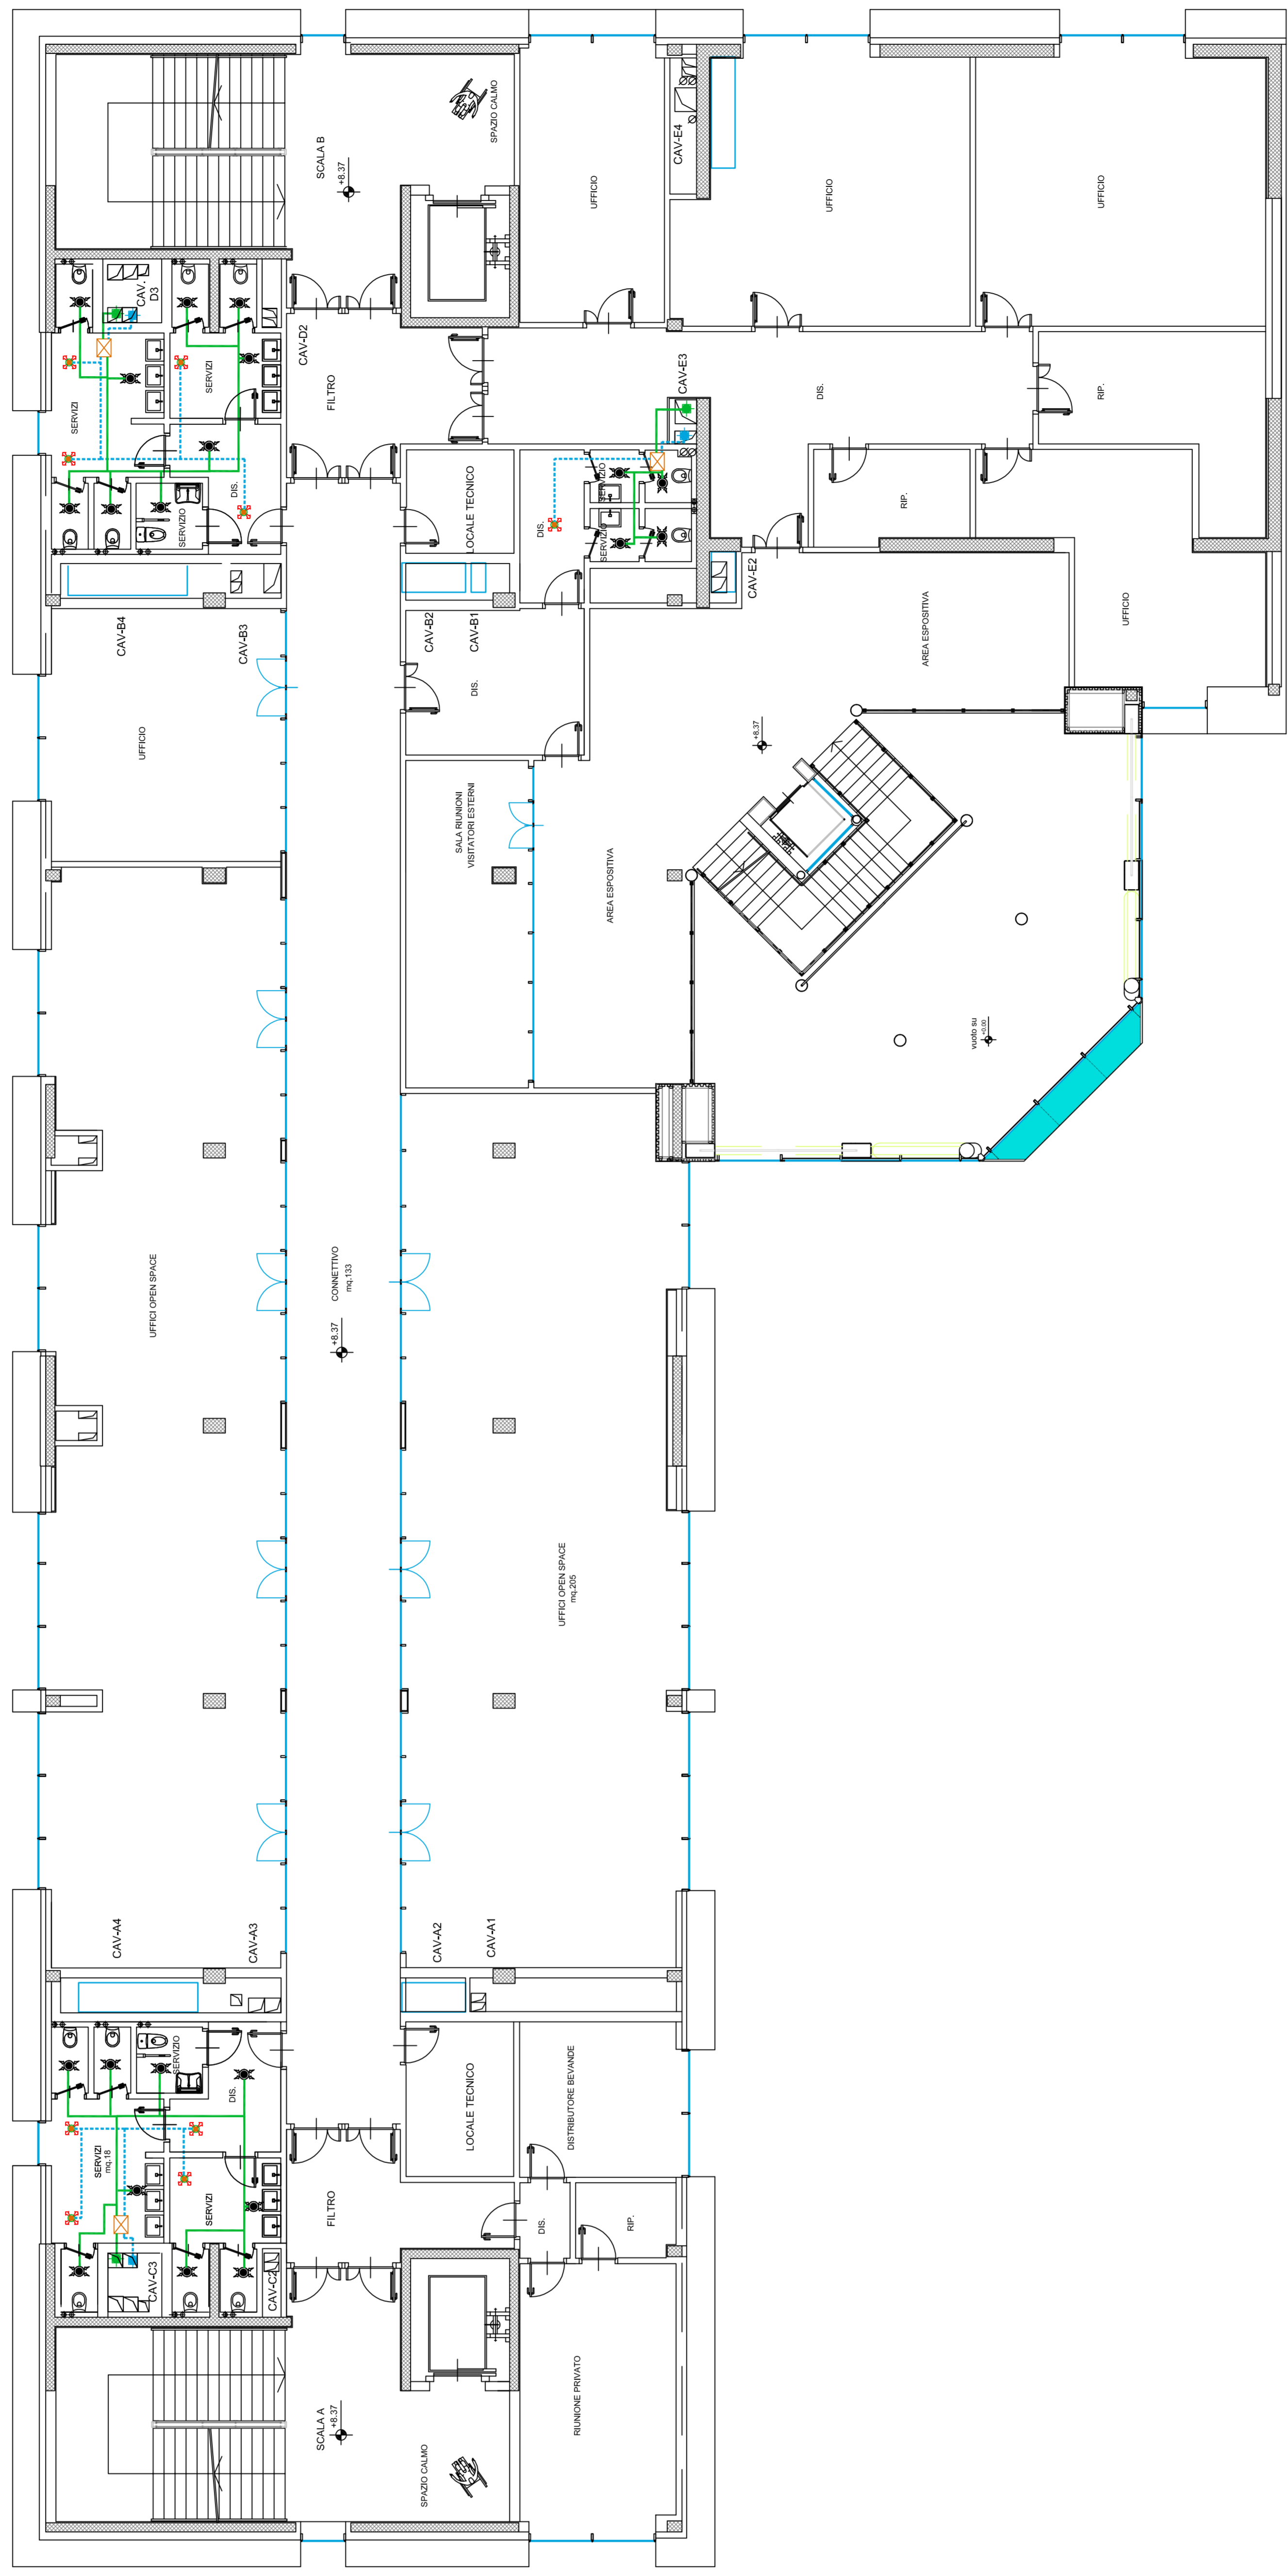 SCALA B
+8.37
SPAZIO CALMO
UFFICIO
CAV-E4
UFFICIO
UFFICIO
CAV.
D3
CAV-D2
SERVIZI
SERVIZI
FILTRO
CAV-E3
DIS.
RIP.
DIS.
SERVIZIO
LOCALE TECNICO
DIS.
SERVIZIO
SERVIZIO
RIP.
CAV-E2
CAV-B4
CAV-B3
CAV-B2
CAV-B1
DIS.
AREA ESPOSITIVA
UFFICIO
UFFICIO
+8.37
SALA RIUNIONI
VISITATORI ESTERNI
AREA ESPOSITIVA
vuoto su
+0.00
UFFICI OPEN SPACE
CONNETTIVO
mq.133
+8.37
UFFICI OPEN SPACE
mq.205
CAV-A4
CAV-A3
CAV-A2
CAV-A1
SERVIZIO
DIS.
LOCALE TECNICO
DISTRIBUTORE BEVANDE
SERVIZI
mq.18
SERVIZI
FILTRO
DIS.
RIP.
CAV-C3
CAV-C2
SCALA A
+8.37
SPAZIO CALMO
RIUNIONE PRIVATO